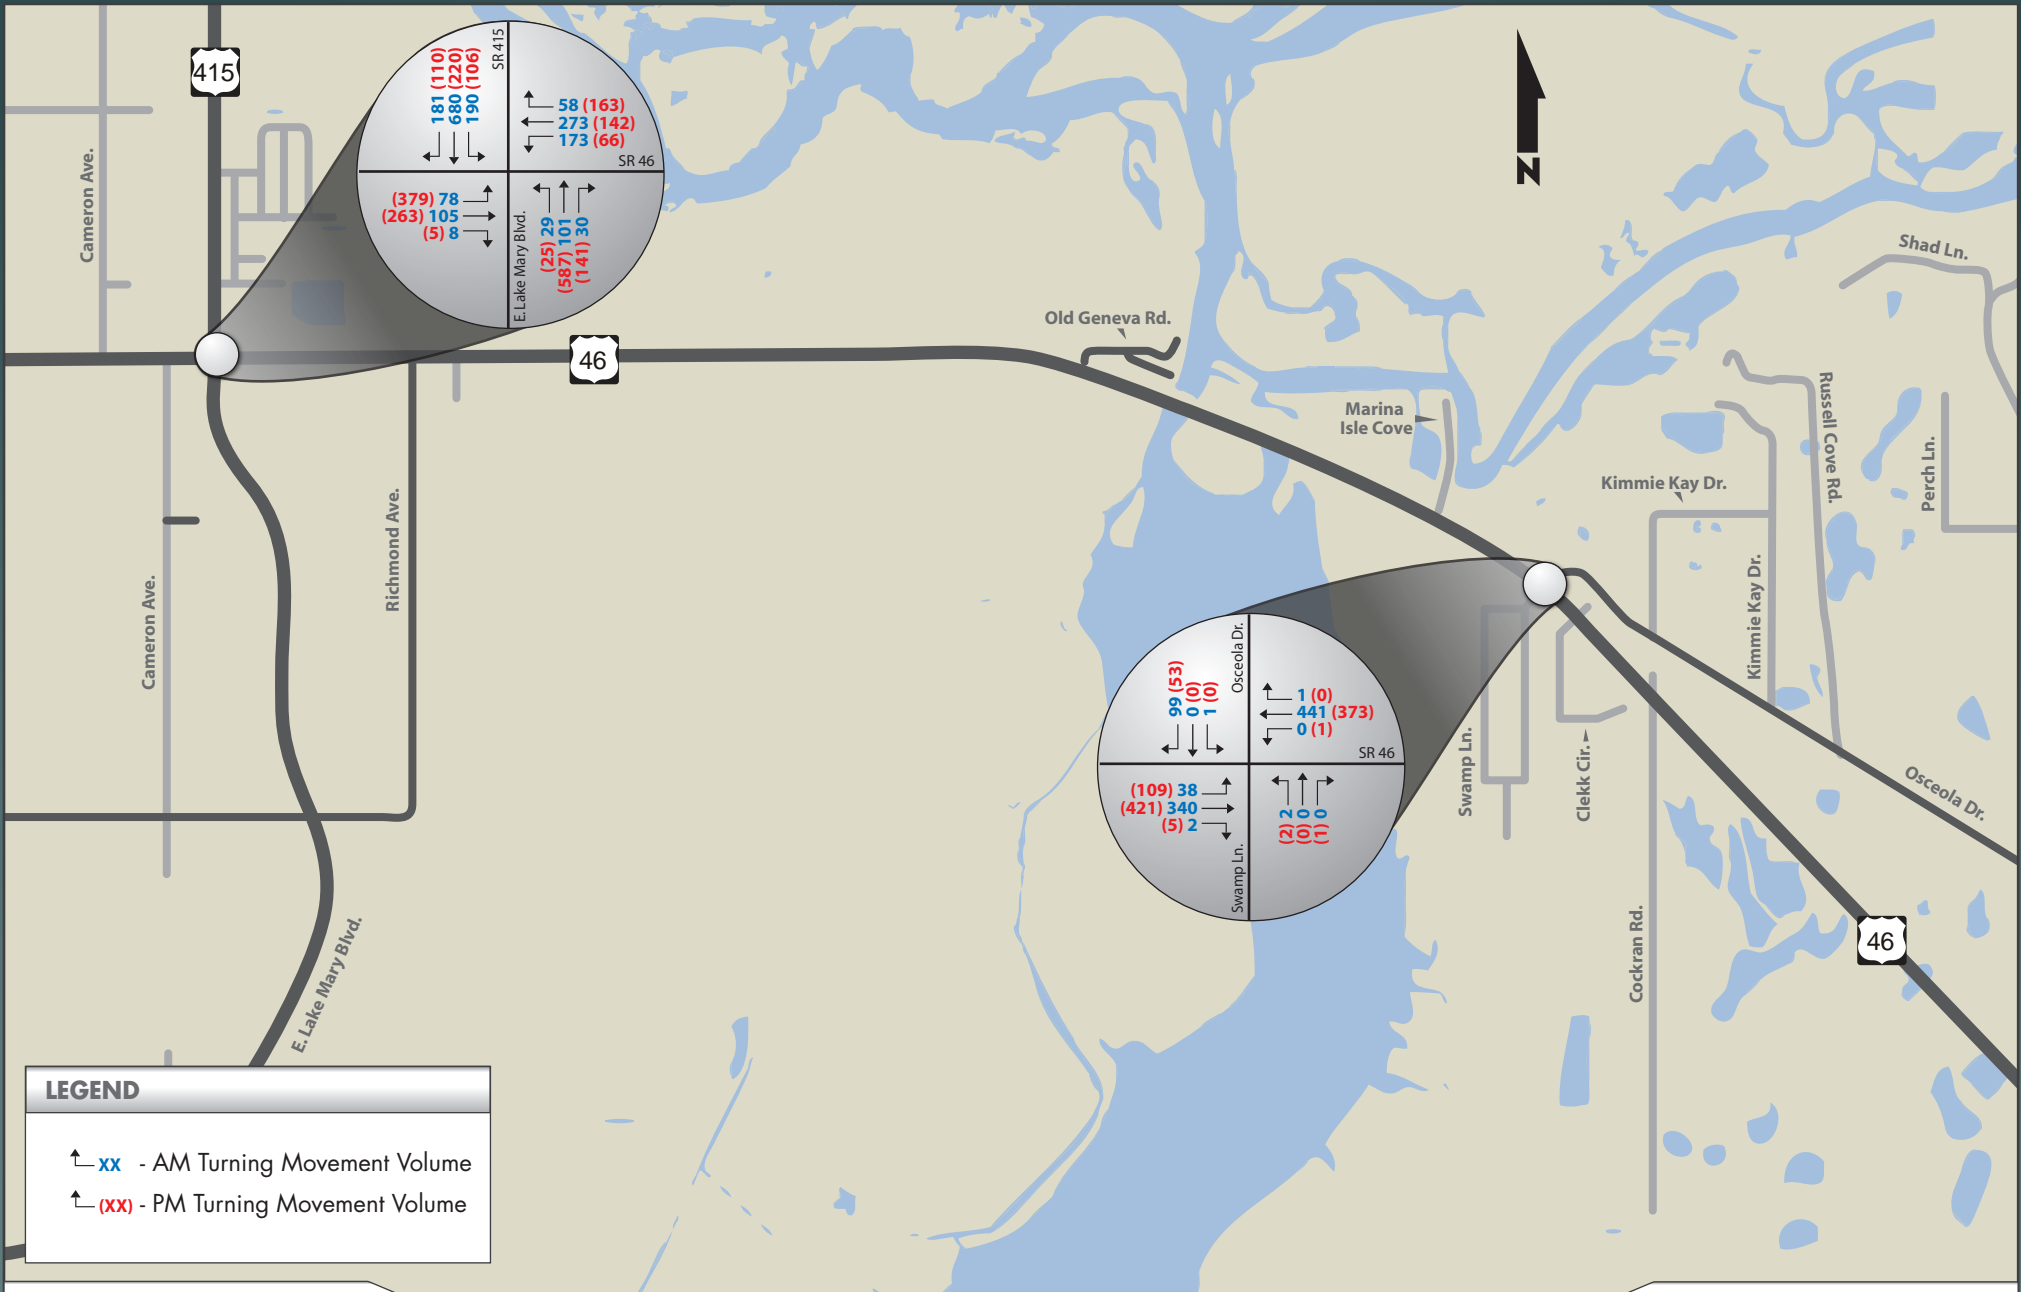 415
SR 415
181 (110)
680 (220)
190 (106)
58 (163)
273 (142)
173 (66)
SR 46
(379) 78
(263) 105
(5) 8
E. Lake Mary Blvd.
(25) 29
(587) 101
(141) 30
Cameron Ave.
N
Shad Ln.
Old Geneva Rd.
46
Marina
Isle Cove
Russell Cove Rd.
Perch Ln.
Kimmie Kay Dr.
Kimmie Kay Dr.
Richmond Ave.
Cameron Ave.
Osceola Dr.
99 (53)
0 (0)
1 (0)
1 (0)
441 (373)
0 (1)
SR 46
(109) 38
(421) 340
(5) 2
Swamp Ln.
(2) 2
(0) 0
(1) 0
Swamp Ln.
Clekk Cir.
Osceola Dr.
Cockran Rd.
46
E. Lake Mary Blvd.
LEGEND
XX - AM Turning Movement Volume
(XX) - PM Turning Movement Volume